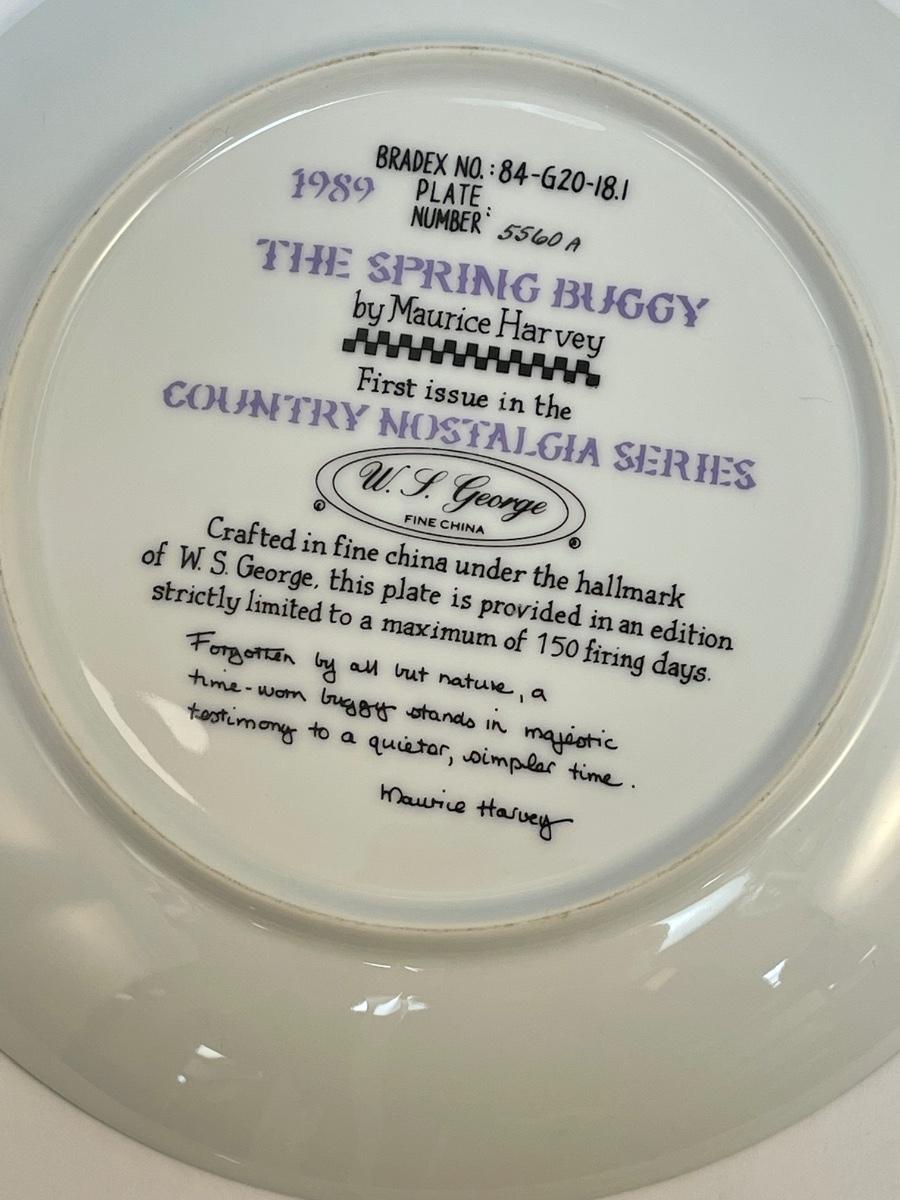 BRADEX NO.: 84-G20-18.1
1989 PLATE
NUMBER: 5560A
THE SPRING BUGGY
by Maurice Harvey
First issue in the
COUNTRY NOSTALGIA SERIES
W. S. George
FINE CHINA
Crafted in fine china under the hallmark
of W. S. George, this plate is provided in an edition
strictly limited to a maximum of 150 firing days.
Forgotten by all but nature, a
time-worn buggy stands in majestic
testimony to a quieter, simpler time.
Maurice Harvey